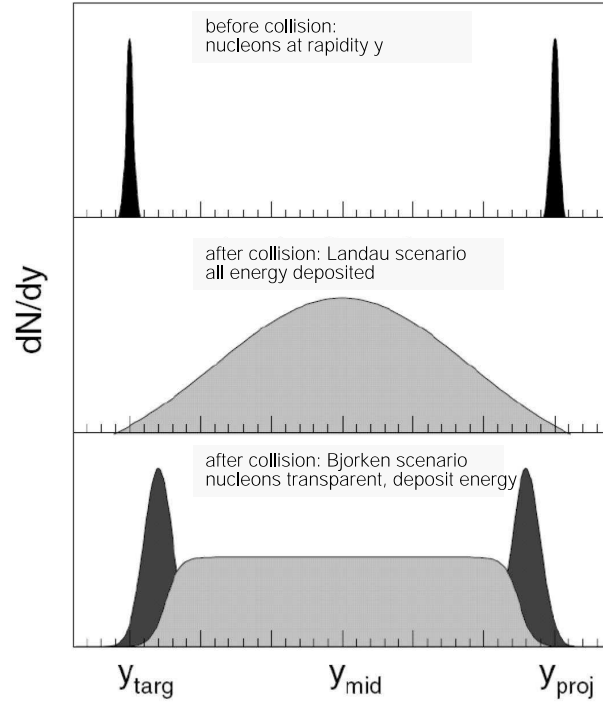 before collision:
nucleons at rapidity y
after collision: Landau scenario
all energy deposited
dN/dy
after collision: Bjorken scenario
nucleons transparent, deposit energy
y_targ y_mid y_proj